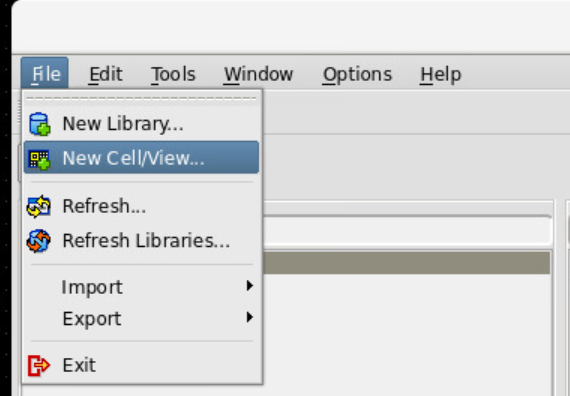 File Edit Tools Window Options Help
New Library...
New Cell/View...
Refresh...
Refresh Libraries...
Import
Export
Exit